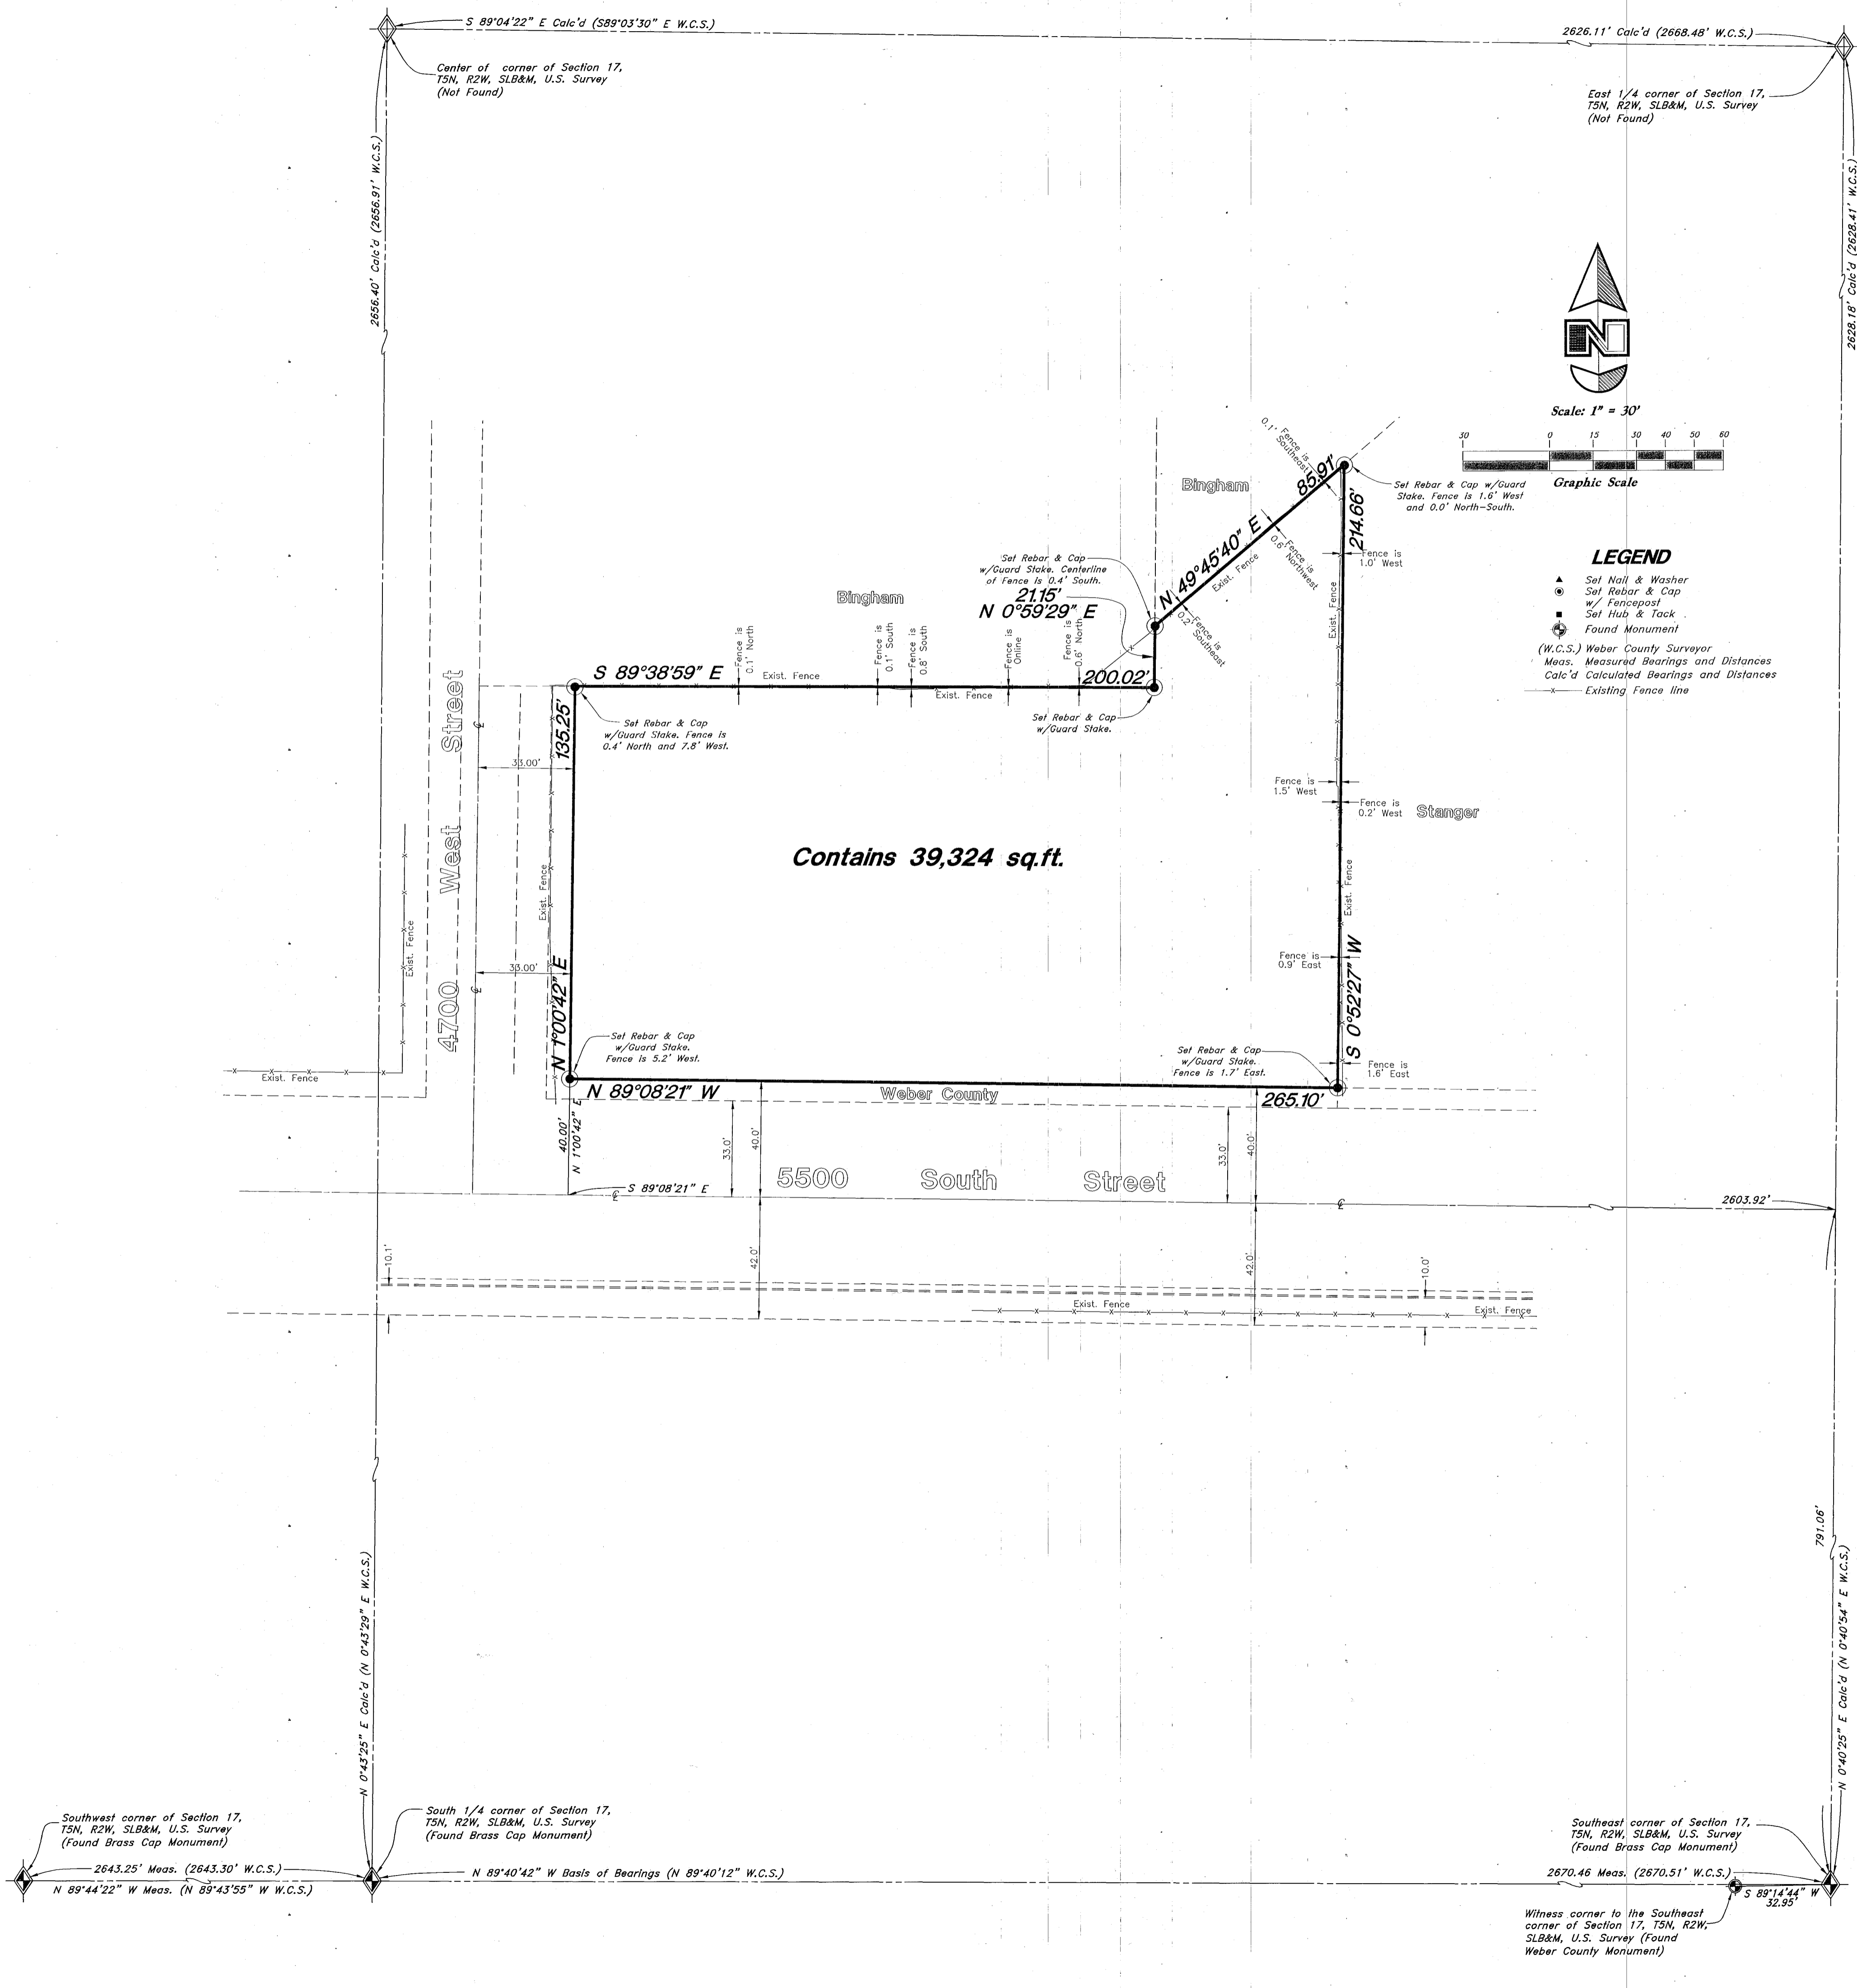 S 89°04'22" E Calc'd (S89°03'30" E W.C.S.)
2626.11' Calc'd (2668.48' W.C.S.)
Center of corner of Section 17,
T5N, R2W, SLB&M, U.S. Survey
(Not Found)
East 1/4 corner of Section 17,
T5N, R2W, SLB&M, U.S. Survey
(Not Found)
2656.40' Calc'd (2656.91' W.C.S.)
2628.18' Calc'd (2628.41' W.C.S.)
N
Scale: 1" = 30'
30 0 15 30 40 50 60
Graphic Scale
LEGEND
Set Nail & Washer
Set Rebar & Cap
w/ Fencepost
Set Hub & Tack
Found Monument
(W.C.S.) Weber County Surveyor
Meas. Measured Bearings and Distances
Calc'd Calculated Bearings and Distances
Existing Fence line
Fence is
0.1' Southeast
85.91'
Bingham
Set Rebar & Cap w/Guard
Stake. Fence is 1.6' West
and 0.0' North-South.
214.66'
N 49°45'40" E
Exist. Fence
Fence is
0.6' Northwest
Fence is
1.0' West
Set Rebar & Cap
w/Guard Stake. Centerline
of Fence is 0.4' South.
21.15'
N 0°59'29" E
Fence is
0.2' Southeast
Exist. Fence
Bingham
Fence is
0.1' North
Fence is
0.1' South
Fence is
0.8' South
Fence is
Online
Fence is
0.6' North
S 89°38'59" E
Exist. Fence
Exist. Fence
200.02'
Set Rebar & Cap
w/Guard Stake. Fence is
0.4' North and 7.8' West.
Set Rebar & Cap
w/Guard Stake.
135.25'
33.00'
4700 West Street
Fence is
1.5' West
Fence is
0.2' West
Stanger
Contains 39,324 sq.ft.
Exist. Fence
Exist. Fence
Exist. Fence
33.00'
N 1°00'42" E
Fence is
0.9' East
S 0°52'27" W
Set Rebar & Cap
w/Guard Stake.
Fence is 5.2' West.
Set Rebar & Cap
w/Guard Stake.
Fence is 1.7' East.
Fence is
1.6' East
Exist. Fence
N 89°08'21" W
Weber County
265.10'
40.00'
N 1°00'42" E
33.0'
40.0'
33.0'
40.0'
5500 South Street
S 89°08'21" E
2603.92'
10.1'
42.0'
42.0'
10.0'
Exist. Fence
Exist. Fence
791.06'
N 0°43'25" E Calc'd (N 0°43'29" E W.C.S.)
N 0°40'25" E Calc'd (N 0°40'54" E W.C.S.)
Southwest corner of Section 17,
T5N, R2W, SLB&M, U.S. Survey
(Found Brass Cap Monument)
South 1/4 corner of Section 17,
T5N, R2W, SLB&M, U.S. Survey
(Found Brass Cap Monument)
Southeast corner of Section 17,
T5N, R2W, SLB&M, U.S. Survey
(Found Brass Cap Monument)
2643.25' Meas. (2643.30' W.C.S.)
N 89°44'22" W Meas. (N 89°43'55" W W.C.S.)
N 89°40'42" W Basis of Bearings (N 89°40'12" W.C.S.)
2670.46 Meas. (2670.51' W.C.S.)
S 89°14'44" W
32.95'
Witness corner to the Southeast
corner of Section 17, T5N, R2W,
SLB&M, U.S. Survey (Found
Weber County Monument)